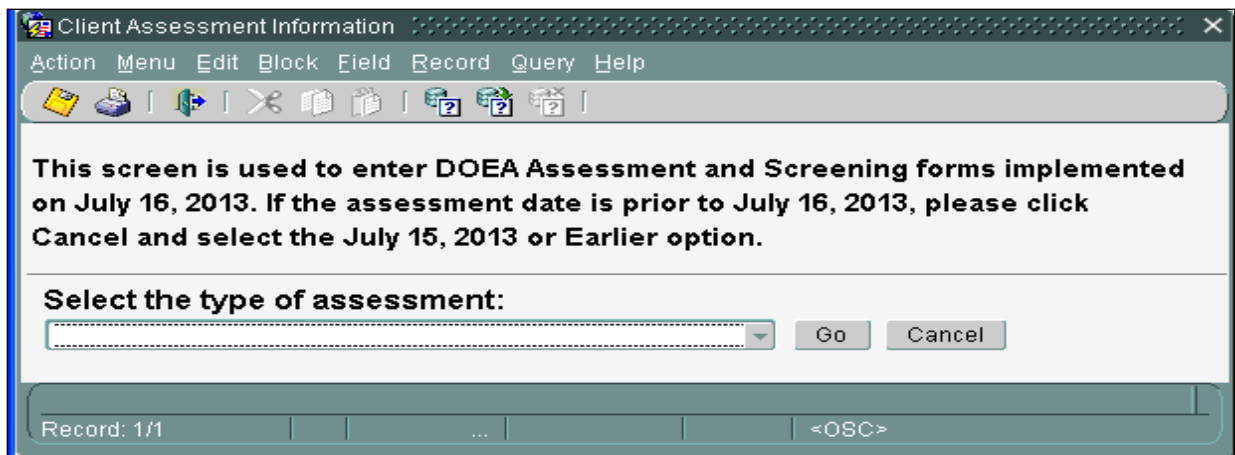 Client Assessment Information
Action Menu Edit Block Field Record Query Help
This screen is used to enter DOEA Assessment and Screening forms implemented
on July 16, 2013. If the assessment date is prior to July 16, 2013, please click
Cancel and select the July 15, 2013 or Earlier option.
Select the type of assessment:
Go Cancel
Record: 1/1 ... <OSC>